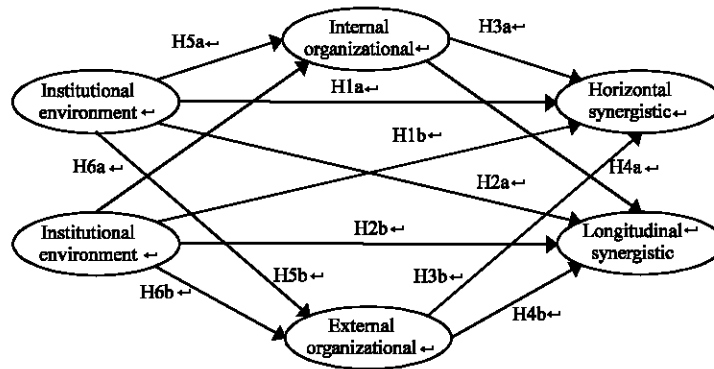 H5a↵
Internal
organizational↵
H3a↵
Institutional
environment ↵
H1a↵
Horizontal
synergistic ↵
H1b↵
H6a↵
H4a↵
H2a↵
Institutional
environment ↵
H2b↵
Longitudinal↵
synergistic
H5b↵
H3b↵
H6b↵
H4b↵
External
organizational ↵